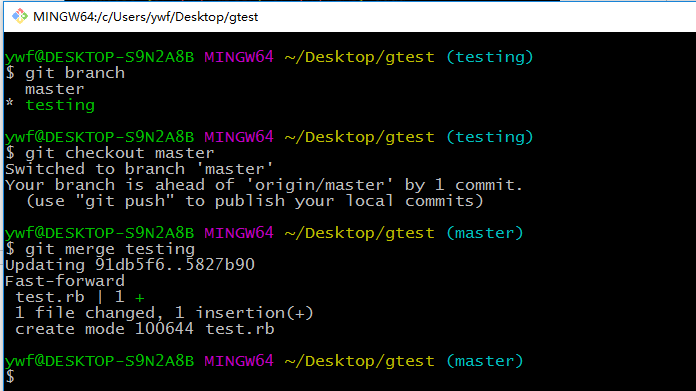 MINGW64:/c/Users/ywf/Desktop/gtest
ywf@DESKTOP-S9N2A8B MINGW64 ~/Desktop/gtest (testing)
$ git branch
  master
* testing
ywf@DESKTOP-S9N2A8B MINGW64 ~/Desktop/gtest (testing)
$ git checkout master
Switched to branch 'master'
Your branch is ahead of 'origin/master' by 1 commit.
  (use "git push" to publish your local commits)
ywf@DESKTOP-S9N2A8B MINGW64 ~/Desktop/gtest (master)
$ git merge testing
Updating 91db5f6..5827b90
Fast-forward
 test.rb | 1 +
 1 file changed, 1 insertion(+)
 create mode 100644 test.rb
ywf@DESKTOP-S9N2A8B MINGW64 ~/Desktop/gtest (master)
$